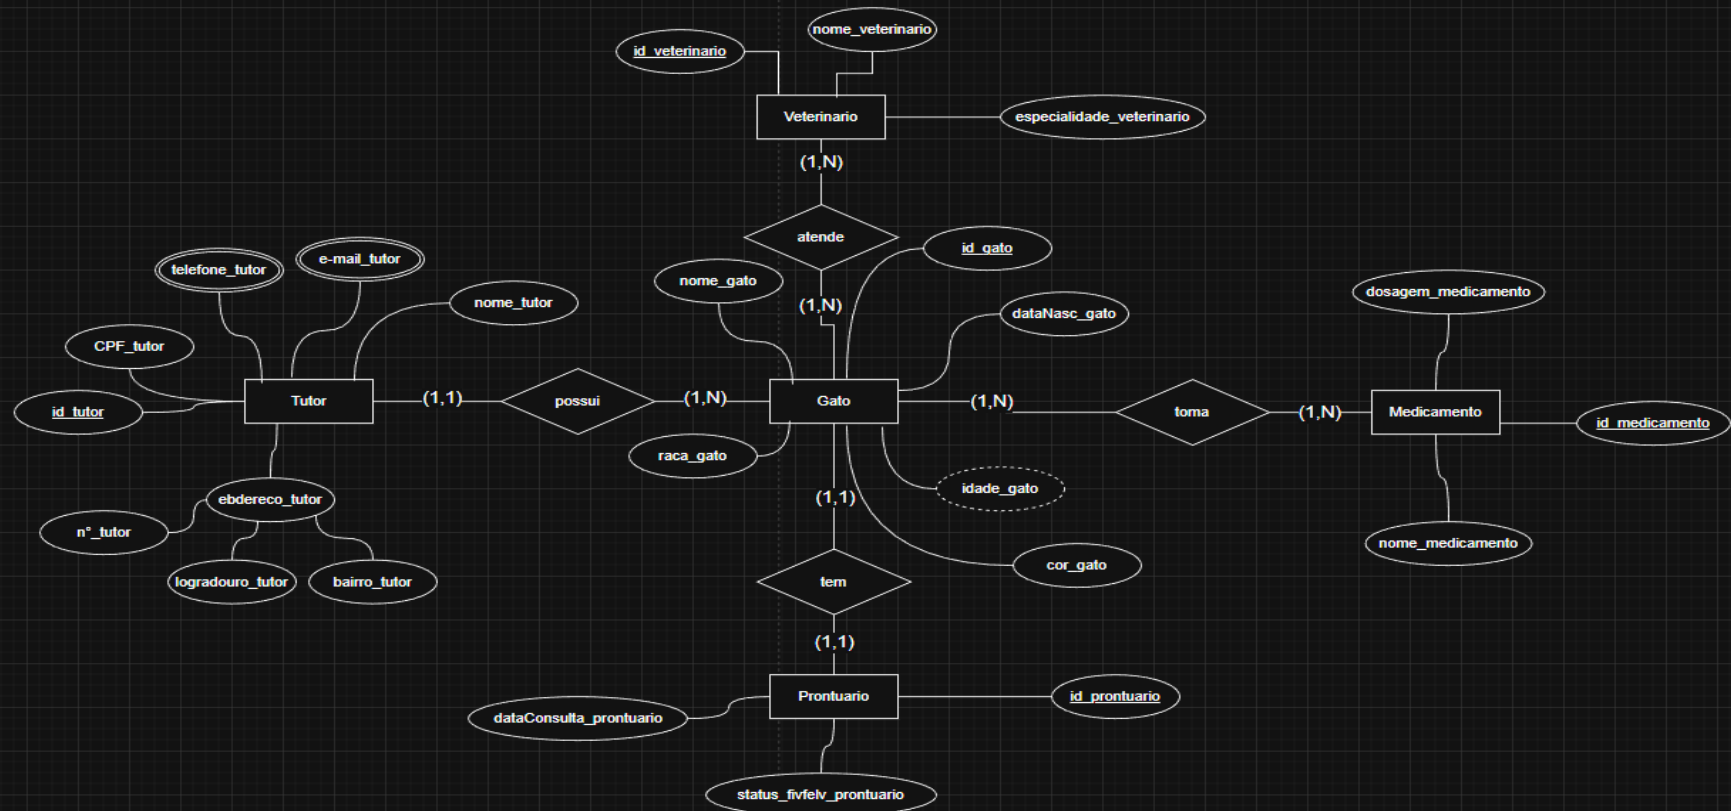 nome_veterinario
id_veterinario
Veterinario
especialidade_veterinario
(1,N)
atende
id_gato
telefone_tutor
e-mail_tutor
nome_gato
nome_tutor
(1,N)
dataNasc_gato
dosagem_medicamento
CPF_tutor
id_tutor
Tutor
(1,1)
possui
(1,N)
Gato
(1,N)
toma
(1,N)
Medicamento
id_medicamento
raca_gato
idade_gato
ebdereco_tutor
(1,1)
n°_tutor
nome_medicamento
cor_gato
logradouro_tutor
bairro_tutor
tem
(1,1)
Prontuario
id_prontuario
dataConsulta_prontuario
status_fivfelv_prontuario